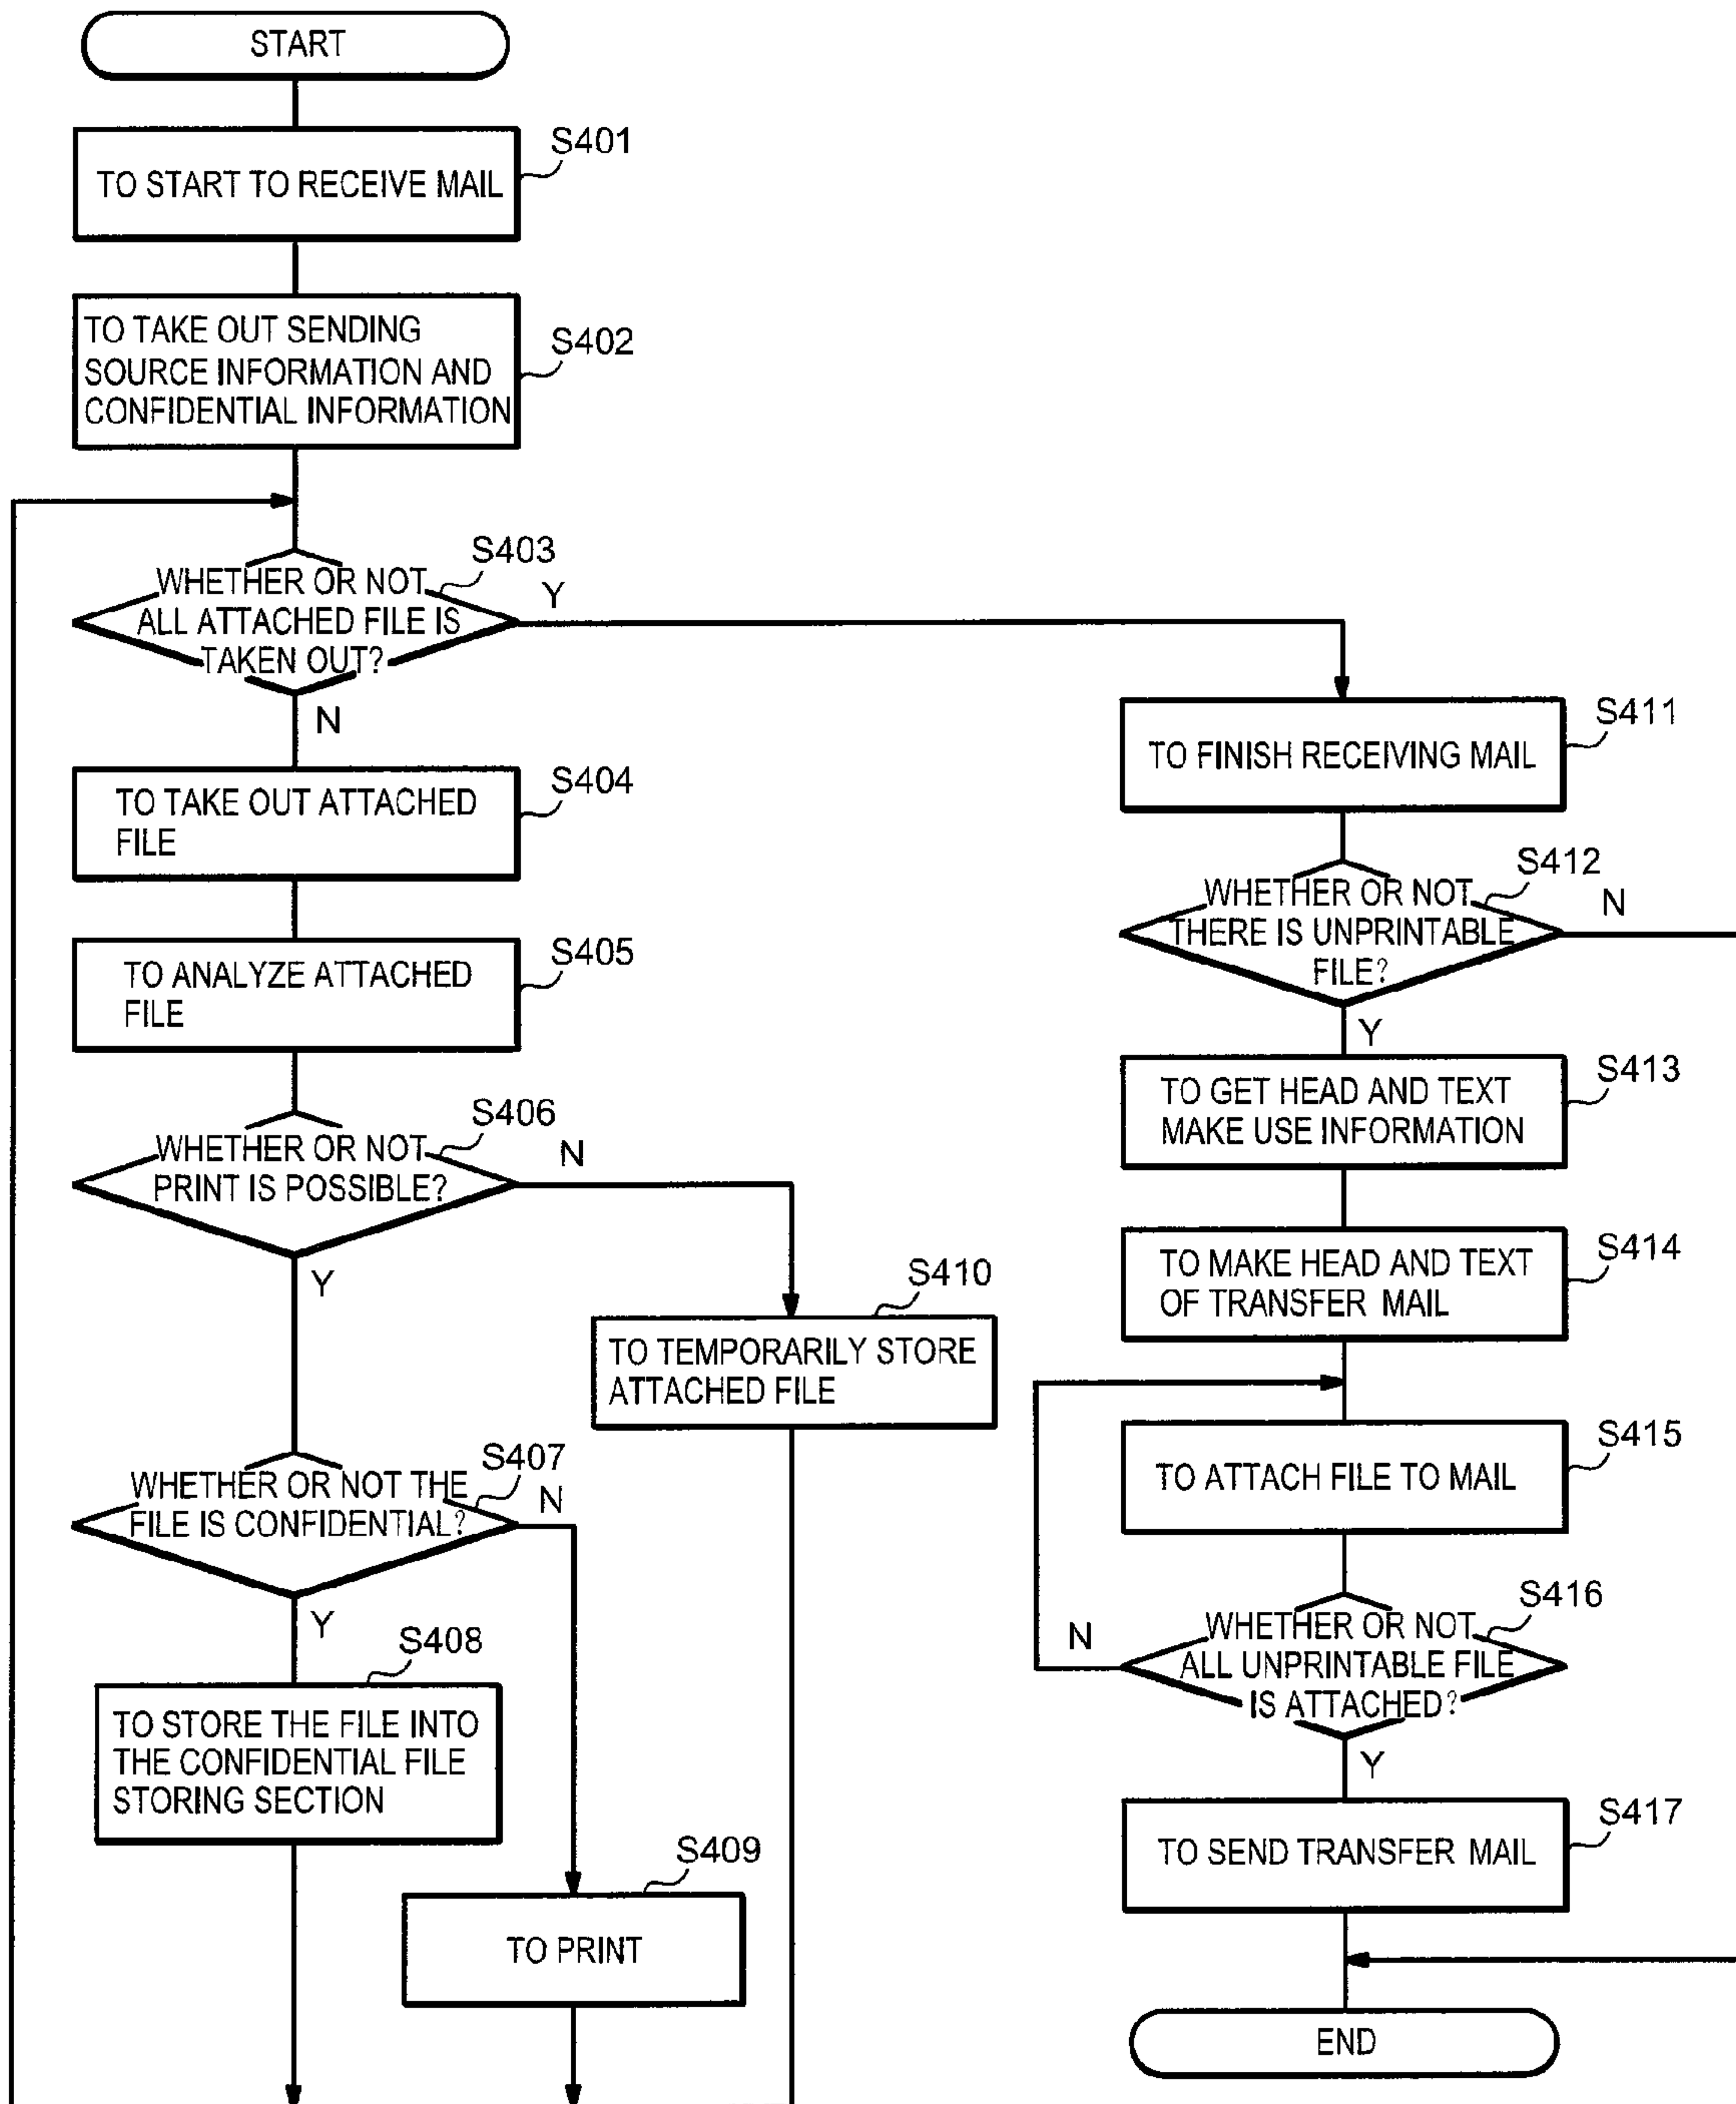 START
S401
TO START TO RECEIVE MAIL
S402
TO TAKE OUT SENDING
SOURCE INFORMATION AND
CONFIDENTIAL INFORMATION
S403
WHETHER OR NOT
ALL ATTACHED FILE IS
TAKEN OUT?
Y
N
S404
TO TAKE OUT ATTACHED
FILE
S405
TO ANALYZE ATTACHED
FILE
S406
WHETHER OR NOT
PRINT IS POSSIBLE?
N
Y
S410
TO TEMPORARILY STORE
ATTACHED FILE
S407
WHETHER OR NOT THE
FILE IS CONFIDENTIAL?
N
Y
S408
TO STORE THE FILE INTO
THE CONFIDENTIAL FILE
STORING SECTION
S409
TO PRINT
S411
TO FINISH RECEIVING MAIL
S412
WHETHER OR NOT
THERE IS UNPRINTABLE
FILE?
N
Y
S413
TO GET HEAD AND TEXT
MAKE USE INFORMATION
S414
TO MAKE HEAD AND TEXT
OF TRANSFER MAIL
S415
TO ATTACH FILE TO MAIL
S416
WHETHER OR NOT
ALL UNPRINTABLE FILE
IS ATTACHED?
N
Y
S417
TO SEND TRANSFER MAIL
END